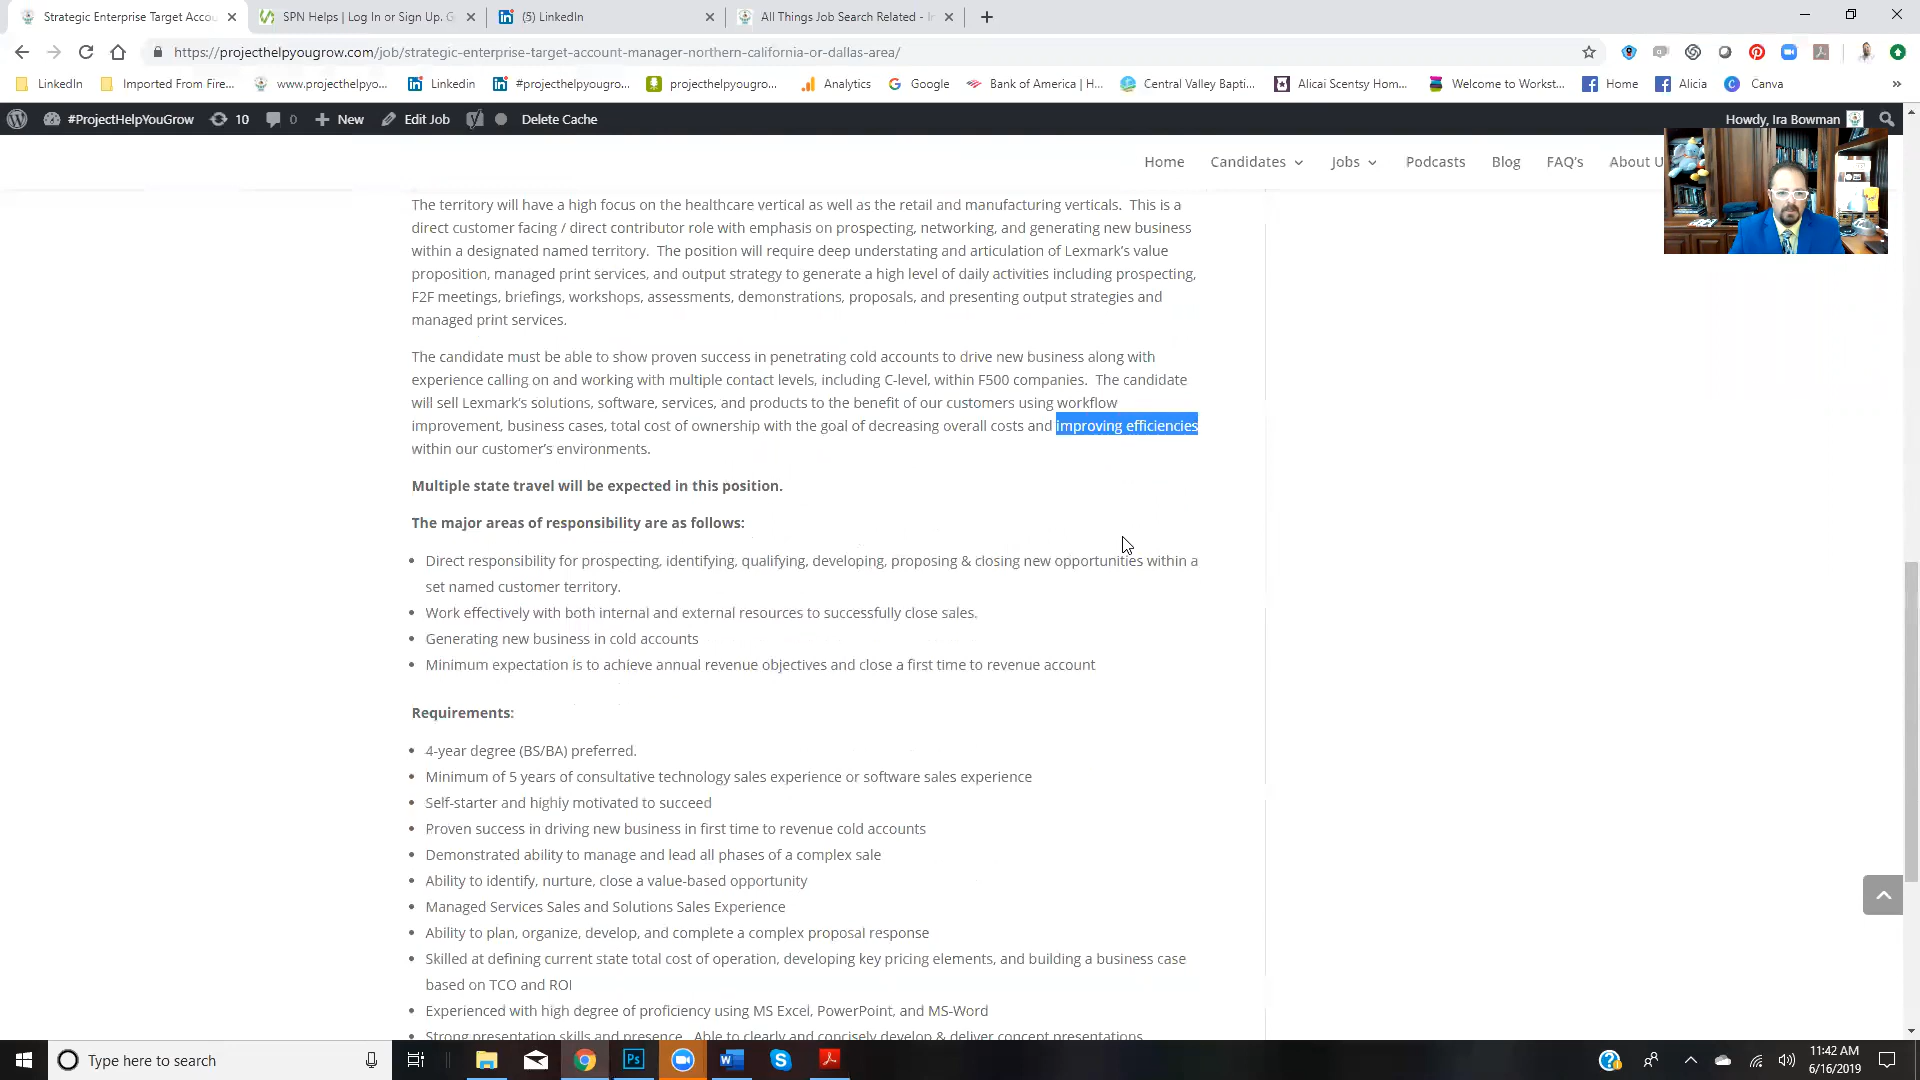 Strategic Enterprise Target Accou
SPN Helps | Log In or Sign Up. G
(5) LinkedIn
All Things Job Search Related - Ir
https://projecthelpyougrow.com/job/strategic-enterprise-target-account-manager-northern-california-or-dallas-area/
LinkedIn
Imported From Fire...
www.projecthelpyo...
Linkedin
#projecthelpyougro...
projecthelpyougro...
Analytics
Google
Bank of America | H...
Central Valley Bapti...
Alicai Scentsy Hom...
Welcome to Workst...
Home
Alicia
Canva
»
#ProjectHelpYouGrow
10
0
New
Edit Job
Delete Cache
Howdy, Ira Bowman
Home
Candidates
Jobs
Podcasts
Blog
FAQ's
About U
The territory will have a high focus on the healthcare vertical as well as the retail and manufacturing verticals. This is a
direct customer facing / direct contributor role with emphasis on prospecting, networking, and generating new business
within a designated named territory. The position will require deep understating and articulation of Lexmark's value
proposition, managed print services, and output strategy to generate a high level of daily activities including prospecting,
F2F meetings, briefings, workshops, assessments, demonstrations, proposals, and presenting output strategies and
managed print services.
The candidate must be able to show proven success in penetrating cold accounts to drive new business along with
experience calling on and working with multiple contact levels, including C-level, within F500 companies. The candidate
will sell Lexmark's solutions, software, services, and products to the benefit of our customers using workflow
improvement, business cases, total cost of ownership with the goal of decreasing overall costs and improving efficiencies
within our customer's environments.
Multiple state travel will be expected in this position.
The major areas of responsibility are as follows:
• Direct responsibility for prospecting, identifying, qualifying, developing, proposing & closing new opportunities within a
set named customer territory.
• Work effectively with both internal and external resources to successfully close sales.
• Generating new business in cold accounts
• Minimum expectation is to achieve annual revenue objectives and close a first time to revenue account
Requirements:
• 4-year degree (BS/BA) preferred.
• Minimum of 5 years of consultative technology sales experience or software sales experience
• Self-starter and highly motivated to succeed
• Proven success in driving new business in first time to revenue cold accounts
• Demonstrated ability to manage and lead all phases of a complex sale
• Ability to identify, nurture, close a value-based opportunity
• Managed Services Sales and Solutions Sales Experience
• Ability to plan, organize, develop, and complete a complex proposal response
• Skilled at defining current state total cost of operation, developing key pricing elements, and building a business case
based on TCO and ROI
• Experienced with high degree of proficiency using MS Excel, PowerPoint, and MS-Word
• Strong presentation skills and presence. Able to clearly and concisely develop & deliver concept presentations
Type here to search
Ps
11:42 AM
6/16/2019